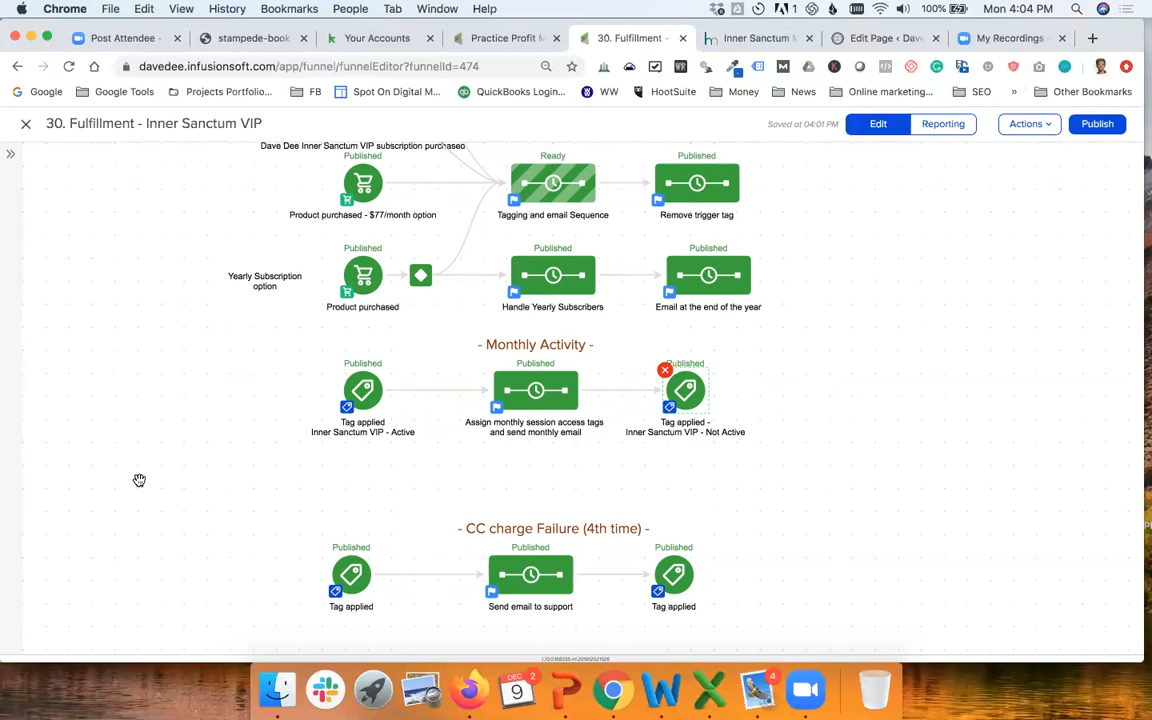 Chrome File Edit View History Bookmarks People Tab Window Help 1 100% Mon 4:04 PM
Post Attendee - stampede-book Your Accounts Practice Profit M 30. Fulfillment - Inner Sanctum M Edit Page ‹ Dave My Recordings
davedee.infusionsoft.com/app/funnel/funnelEditor?funnelId=474
Google Google Tools Projects Portfolio... FB Spot On Digital M... QuickBooks Login... WW HootSuite Money News Online marketing... SEO » Other Bookmarks
30. Fulfillment - Inner Sanctum VIP Saved at 04:01 PM Edit Reporting Actions Publish
Dave Dee Inner Sanctum VIP subscription purchased
Published Ready Published
Product purchased - $77/month option Tagging and email Sequence Remove trigger tag
Published Published Published
Yearly Subscription
option
Product purchased Handle Yearly Subscribers Email at the end of the year
- Monthly Activity -
Published Published Published
Tag applied
Inner Sanctum VIP - Active
Assign monthly session access tags
and send monthly email
Tag applied -
Inner Sanctum VIP - Not Active
- CC charge Failure (4th time) -
Published Published Published
Tag applied Send email to support Tag applied
DEC 2
9
4